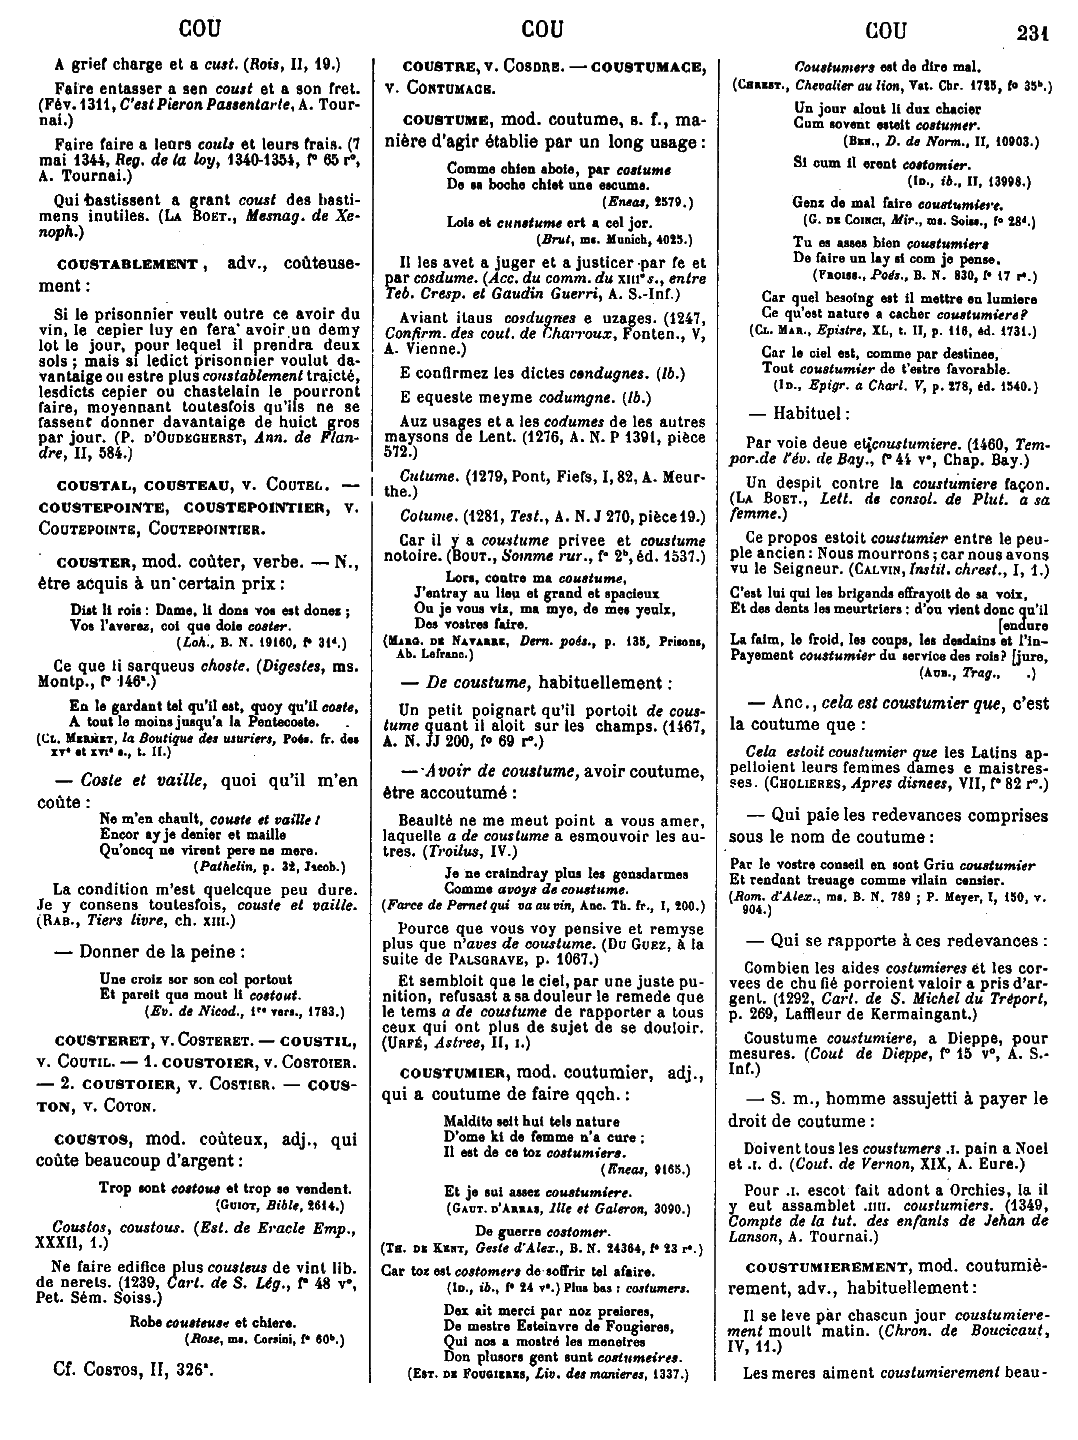 COU
COU
COU
231
A grief charge et a cust. (Rois, II, 19.)
Faire entasser a sen coust et a son fret.
(Fév. 1311, C'est Pieron Passentarte, A. Tour-
nai.)
Faire faire a leurs couls et leurs frais. (7
mai 1344, Reg. de la loy, 1340-1354, f° 65 r°,
A. Tournai.)
Qui bastissent a grant coust des basti-
mens inutiles. (LA BOET., Mesnag. de Xe-
noph.)
COUSTABLEMENT, adv., coûteuse-
ment :
Si le prisonnier veult outre ce avoir du
vin, le cepier luy en fera avoir un demy
lot le jour, pour lequel il prendra deux
sols ; mais si ledict prisonnier voulut da-
vantaige ou estre plus coustablement traicté,
lesdicts cepier ou chastelain le pourront
faire, moyennant toutesfois qu'ils ne se
fassent donner davantaige de huict gros
par jour. (P. D'OUDEGHERST, Ann. de Flan-
dre, II, 584.)
COUSTAL, COUSTEAU, V. COUTEL. —
COUSTEPOINTE, COUSTEPOINTIER, V.
COUTEPOINTE, COUTEPOINTIER.
COUSTER, mod. coûter, verbe. — N.,
être acquis à un certain prix :
Dist li rois : Dame, li dons vos est donez ;
Vos l'averez, coi que doie coster.
(Loh., B. N. 19160, f° 31d.)
Ce que li sarqueus choste. (Digestes, ms.
Montp., f° 146a.)
En le gardant tel qu'il est, quoy qu'il coste,
A tout le moins jusqu'a la Pentecoste.
(CL. MERMET, la Boutique des usuriers, Poés. fr. des
XVe et XVIe s., t. II.)
— Coste et vaille, quoi qu'il m'en
coûte :
Ne m'en chault, couste et vaille !
Encor ay je denier et maille
Qu'oncq ne virent pere ne mere.
(Pathelin, p. 32, Jacob.)
La condition m'est quelcque peu dure.
Je y consens toutesfois, couste et vaille.
(RAB., Tiers livre, ch. XIII.)
— Donner de la peine :
Une croiz sor son col portout
Et pareit que mout li costout.
(Ev. de Nicod., 1re vers., 1783.)
COUSTERET, V. COSTERET. — COUSTIL,
V. COUTIL. — 1. COUSTOIER, V. COSTOIER.
— 2. COUSTOIER, V. COSTIER. — COUS-
TON, V. COTON.
COUSTOS, mod. coûteux, adj., qui
coûte beaucoup d'argent :
Trop sont costous et trop se vendent.
(GUIOT, Bible, 2614.)
Coustos, coustous. (Est. de Eracle Emp.,
XXXII, 1.)
Ne faire edifice plus cousteus de vint lib.
de nerets. (1239, Cart. de S. Lég., f° 48 v°,
Pet. Sém. Soiss.)
Robe cousteuse et chiere.
(Rose, ms. Corsini, f° 60b.)
Cf. COSTOS, II, 326a.
COUSTRE, V. COSDRE. — COUSTUMACE,
V. CONTUMACE.
COUSTUME, mod. coutume, s. f., ma-
nière d'agir établie par un long usage :
Comme chien aboie, par costume
De sa boche chiet une escume.
(Eneas, 2579.)
Lois et cunstume ert a cel jor.
(Brut, ms. Munich, 4025.)
Il les avet a juger et a justicer par fe et
par cosdume. (Acc. du comm. du XIIIe s., entre
Teb. Cresp. et Gaudin Guerri, A. S.-Inf.)
Aviant itaus cosdugnes e uzages. (1247,
Confirm. des cout. de Charroux, Fonten., V,
A. Vienne.)
E confirmez les dictes condugnes. (Ib.)
E equeste meyme codumgne. (Ib.)
Auz usages et a les codumes de les autres
maysons de Lent. (1276, A. N. P 1391, pièce
572.)
Cutume. (1279, Pont, Fiefs, I, 82, A. Meur-
the.)
Cotume. (1281, Test., A. N. J 270, pièce 19.)
Car il y a coustume privee et coustume
notoire. (BOUT., Somme rur., f° 2b, éd. 1537.)
Lors, contre ma coustume,
J'entray au lieu et grand et spacieux
Ou je vous vis, ma mye, de mes yeulx,
Des vostres faire.
(MARG. DE NAVARRE, Dern. poés., p. 135, Prisons,
Ab. Lefranc.)
— De coustume, habituellement :
Un petit poignart qu'il portoit de cous-
tume quant il aloit sur les champs. (1467,
A. N. JJ 200, f° 69 r°.)
— Avoir de coustume, avoir coutume,
être accoutumé :
Beaulté ne me meut point a vous amer,
laquelle a de coustume a esmouvoir les au-
tres. (Troilus, IV.)
Je ne craindray plus les gensdarmes
Comme avoys de coustume.
(Farce de Pernet qui va au vin, Anc. Th. fr., I, 200.)
Pource que vous voy pensive et remyse
plus que n'aves de coustume. (DU GUEZ, à la
suite de PALSGRAVE, p. 1067.)
Et sembloit que le ciel, par une juste pu-
nition, refusast a sa douleur le remede que
le tems a de coustume de rapporter a tous
ceux qui ont plus de sujet de se douloir.
(URFÉ, Astree, II, I.)
COUSTUMIER, mod. coutumier, adj.,
qui a coutume de faire qqch. :
Maldite seit hui tels nature
D'ome ki de femme n'a cure ;
Il est de ce toz costumiers.
(Eneas, 9165.)
Et je sui assez coustumiere.
(GAUT. D'ARRAS, Ille et Galeron, 3090.)
De guerre costomer.
(TH. DE KENT, Geste d'Alex., B. N. 24364, f° 23 r°.)
Car toz est costomers de soffrir tel afaire.
(ID., ib., f° 24 v°.) Plus bas : costumers.
Dex ait merci par noz preieres,
De mestre Esteinvre de Fougieres,
Qui nos a mostré les meneires
Don plusors gent sunt costumeires.
(EST. DE FOUGIERES, Liv. des manieres, 1337.)
Coustumers est de dire mal.
(CHREST., Chevalier au lion, Vat. Chr. 1725, f° 35b.)
Un jour alout li dux chacier
Cum sovent esteit costumer.
(BEN., D. de Norm., II, 10903.)
Si cum il erent costomier.
(ID., ib., II, 13998.)
Genz de mal faire coustumiere.
(G. DE COINCI, Mir., ms. Soiss., f° 28d.)
Tu es asses bien coustumiers
De faire un lay si com je pense.
(FROISS., Poés., B. N. 830, f° 17 r°.)
Car quel besoing est il mettre en lumiere
Ce qu'est nature a cacher coustumiere?
(CL. MAR., Epistre, XL, t. II, p. 116, éd. 1731.)
Car le ciel est, comme par destinee,
Tout coustumier de t'estre favorable.
(ID., Epigr. a Charl. V, p. 278, éd. 1540.)
— Habituel :
Par voie deue et coustumiere. (1460, Tem-
por. de l'év. de Bay., f° 44 v°, Chap. Bay.)
Un despit contre la coustumiere façon.
(LA BOET., Lett. de consol. de Plut. a sa
femme.)
Ce propos estoit coustumier entre le peu-
ple ancien : Nous mourrons ; car nous avons
vu le Seigneur. (CALVIN, Instit. chrest., I, 1.)
C'est lui qui les brigands effrayoit de sa voix,
Et des dents les meurtriers : d'ou vient donc qu'il
[endure
La faim, le froid, les coups, les desdains et l'in-
Payement coustumier du service des rois? [jure,
(AUB., Trag., .)
— Anc., cela est coustumier que, c'est
la coutume que :
Cela estoit coustumier que les Latins ap-
pelloient leurs femmes dames e maistres-
ses. (CHOLIERES, Apres disnees, VII, f° 82 r°.)
— Qui paie les redevances comprises
sous le nom de coutume :
Par le vostre conseil en sont Griu coustumier
Et rendant treuage comme vilain censier.
(Rom. d'Alex., ms. B. N. 789 ; P. Meyer, I, 150, v.
904.)
— Qui se rapporte à ces redevances :
Combien les aides costumieres et les cor-
vees de chu fié porroient valoir a pris d'ar-
gent. (1292, Cart. de S. Michel du Tréport,
p. 269, Laffleur de Kermaingant.)
Coustume coustumiere, a Dieppe, pour
mesures. (Cout de Dieppe, f° 15 v°, A. S.-
Inf.)
— S. m., homme assujetti à payer le
droit de coutume :
Doivent tous les coustumers .I. pain a Noel
et .I. d. (Cout. de Vernon, XIX, A. Eure.)
Pour .I. escot fait adont a Orchies, la il
y eut assamblet .IIII. coustumiers. (1349,
Compte de la tut. des enfants de Jehan de
Lanson, A. Tournai.)
COUSTUMIEREMENT, mod. coutumiè-
rement, adv., habituellement :
Il se leve par chascun jour coustumiere-
ment moult matin. (Chron. de Boucicaut,
IV, 11.)
Les meres aiment coustumierement beau-